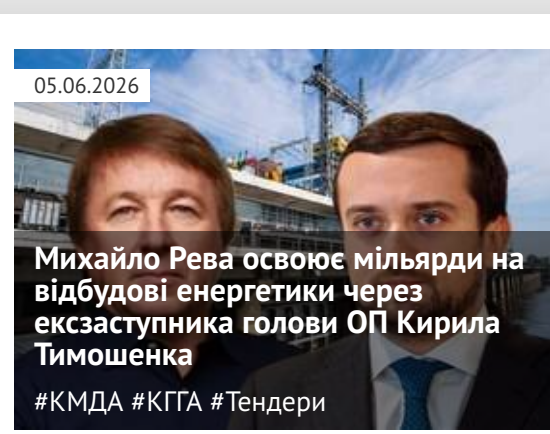 05.06.2026
Михайло Рева освоює мільярди на
відбудові енергетики через
ексзаступника голови ОП Кирила
Тимошенка
#КМДА #КГГА #Тендери